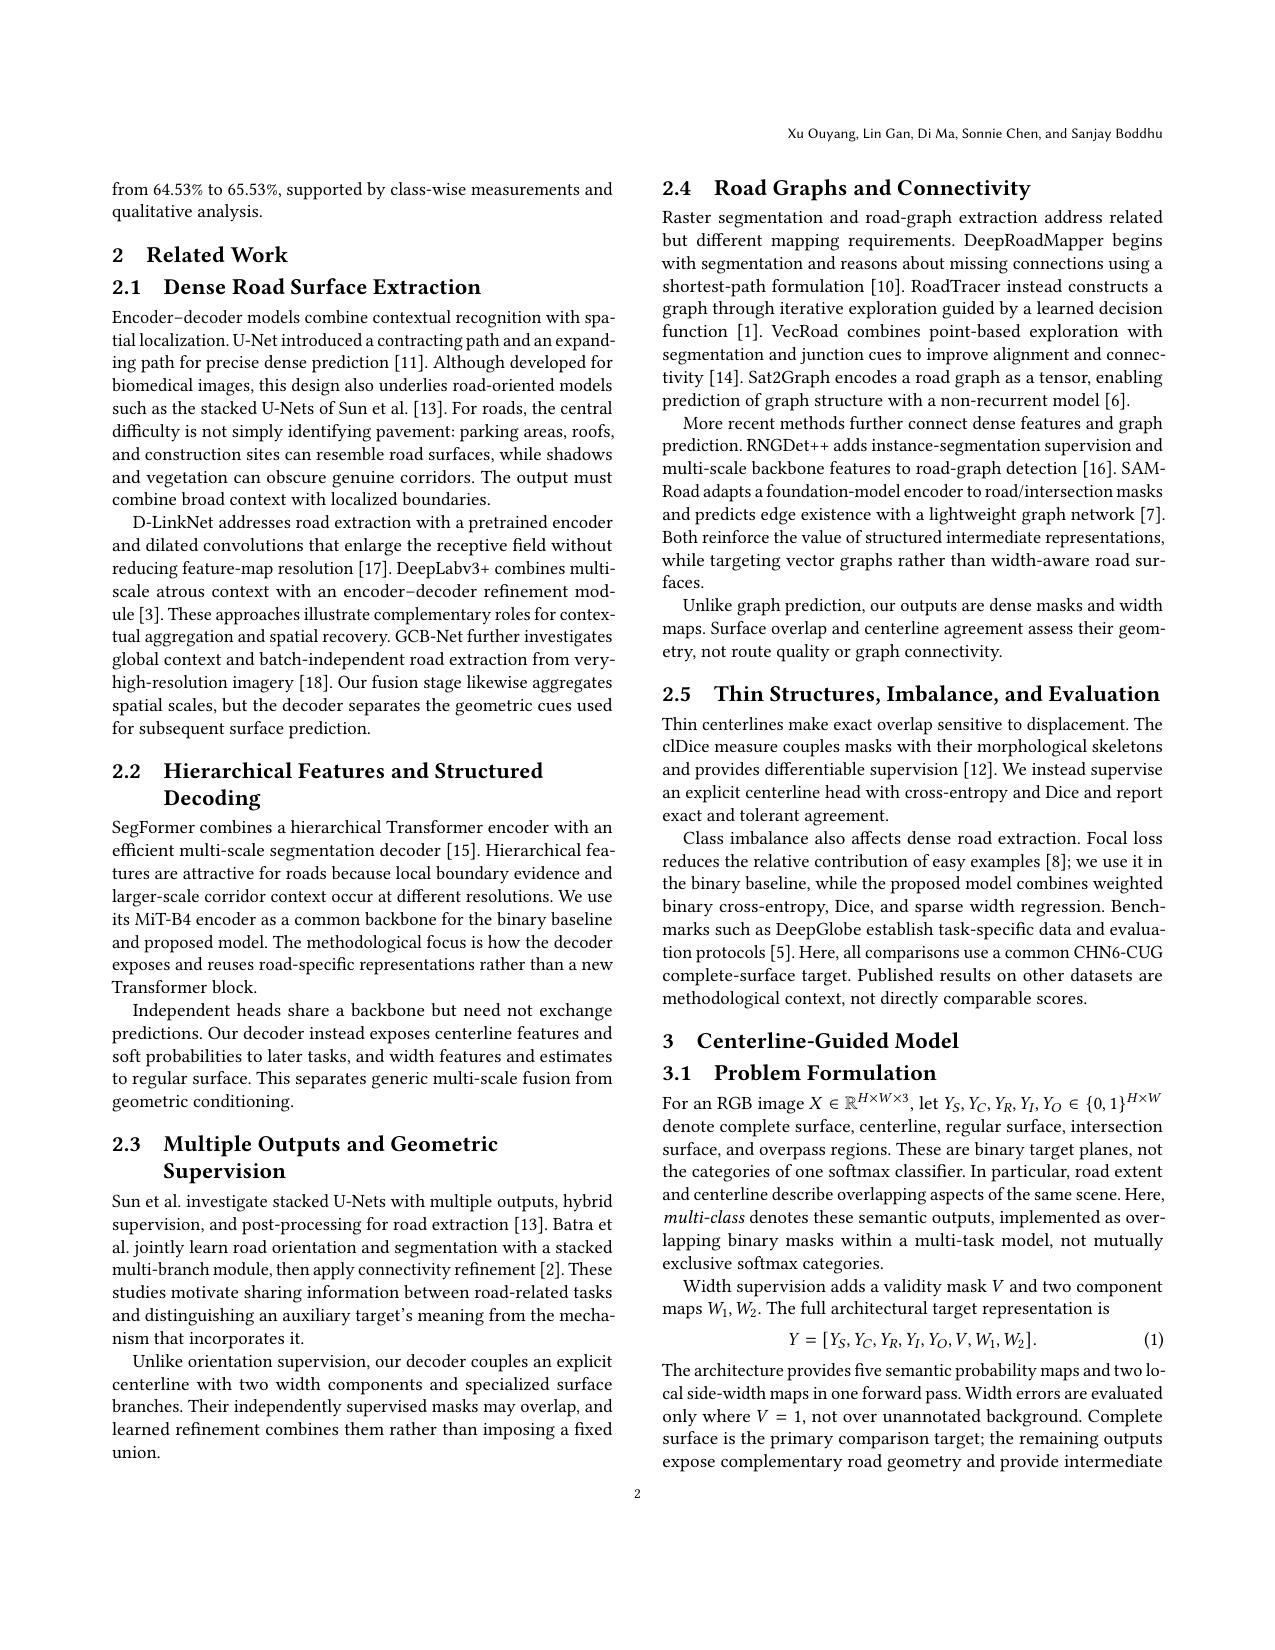 Xu Ouyang, Lin Gan, Di Ma, Sonnie Chen, and Sanjay Boddhu
from 64.53% to 65.53%, supported by class-wise measurements and
qualitative analysis.
2 Related Work
2.1 Dense Road Surface Extraction
Encoder–decoder models combine contextual recognition with spa-
tial localization. U-Net introduced a contracting path and an expand-
ing path for precise dense prediction [11]. Although developed for
biomedical images, this design also underlies road-oriented models
such as the stacked U-Nets of Sun et al. [13]. For roads, the central
difficulty is not simply identifying pavement: parking areas, roofs,
and construction sites can resemble road surfaces, while shadows
and vegetation can obscure genuine corridors. The output must
combine broad context with localized boundaries.
D-LinkNet addresses road extraction with a pretrained encoder
and dilated convolutions that enlarge the receptive field without
reducing feature-map resolution [17]. DeepLabv3+ combines multi-
scale atrous context with an encoder–decoder refinement mod-
ule [3]. These approaches illustrate complementary roles for contex-
tual aggregation and spatial recovery. GCB-Net further investigates
global context and batch-independent road extraction from very-
high-resolution imagery [18]. Our fusion stage likewise aggregates
spatial scales, but the decoder separates the geometric cues used
for subsequent surface prediction.
2.2 Hierarchical Features and Structured
Decoding
SegFormer combines a hierarchical Transformer encoder with an
efficient multi-scale segmentation decoder [15]. Hierarchical fea-
tures are attractive for roads because local boundary evidence and
larger-scale corridor context occur at different resolutions. We use
its MiT-B4 encoder as a common backbone for the binary baseline
and proposed model. The methodological focus is how the decoder
exposes and reuses road-specific representations rather than a new
Transformer block.
Independent heads share a backbone but need not exchange
predictions. Our decoder instead exposes centerline features and
soft probabilities to later tasks, and width features and estimates
to regular surface. This separates generic multi-scale fusion from
geometric conditioning.
2.3 Multiple Outputs and Geometric
Supervision
Sun et al. investigate stacked U-Nets with multiple outputs, hybrid
supervision, and post-processing for road extraction [13]. Batra et
al. jointly learn road orientation and segmentation with a stacked
multi-branch module, then apply connectivity refinement [2]. These
studies motivate sharing information between road-related tasks
and distinguishing an auxiliary target's meaning from the mecha-
nism that incorporates it.
Unlike orientation supervision, our decoder couples an explicit
centerline with two width components and specialized surface
branches. Their independently supervised masks may overlap, and
learned refinement combines them rather than imposing a fixed
union.
2.4 Road Graphs and Connectivity
Raster segmentation and road-graph extraction address related
but different mapping requirements. DeepRoadMapper begins
with segmentation and reasons about missing connections using a
shortest-path formulation [10]. RoadTracer instead constructs a
graph through iterative exploration guided by a learned decision
function [1]. VecRoad combines point-based exploration with
segmentation and junction cues to improve alignment and connec-
tivity [14]. Sat2Graph encodes a road graph as a tensor, enabling
prediction of graph structure with a non-recurrent model [6].
More recent methods further connect dense features and graph
prediction. RNGDet++ adds instance-segmentation supervision and
multi-scale backbone features to road-graph detection [16]. SAM-
Road adapts a foundation-model encoder to road/intersection masks
and predicts edge existence with a lightweight graph network [7].
Both reinforce the value of structured intermediate representations,
while targeting vector graphs rather than width-aware road sur-
faces.
Unlike graph prediction, our outputs are dense masks and width
maps. Surface overlap and centerline agreement assess their geom-
etry, not route quality or graph connectivity.
2.5 Thin Structures, Imbalance, and Evaluation
Thin centerlines make exact overlap sensitive to displacement. The
clDice measure couples masks with their morphological skeletons
and provides differentiable supervision [12]. We instead supervise
an explicit centerline head with cross-entropy and Dice and report
exact and tolerant agreement.
Class imbalance also affects dense road extraction. Focal loss
reduces the relative contribution of easy examples [8]; we use it in
the binary baseline, while the proposed model combines weighted
binary cross-entropy, Dice, and sparse width regression. Bench-
marks such as DeepGlobe establish task-specific data and evalua-
tion protocols [5]. Here, all comparisons use a common CHN6-CUG
complete-surface target. Published results on other datasets are
methodological context, not directly comparable scores.
3 Centerline-Guided Model
3.1 Problem Formulation
For an RGB image X ∈ ℝ^{H×W×3}, let Y_S, Y_C, Y_R, Y_I, Y_O ∈ {0, 1}^{H×W}
denote complete surface, centerline, regular surface, intersection
surface, and overpass regions. These are binary target planes, not
the categories of one softmax classifier. In particular, road extent
and centerline describe overlapping aspects of the same scene. Here,
multi-class denotes these semantic outputs, implemented as over-
lapping binary masks within a multi-task model, not mutually
exclusive softmax categories.
Width supervision adds a validity mask V and two component
maps W_1, W_2. The full architectural target representation is
Y = [Y_S, Y_C, Y_R, Y_I, Y_O, V, W_1, W_2]. (1)
The architecture provides five semantic probability maps and two lo-
cal side-width maps in one forward pass. Width errors are evaluated
only where V = 1, not over unannotated background. Complete
surface is the primary comparison target; the remaining outputs
expose complementary road geometry and provide intermediate
2